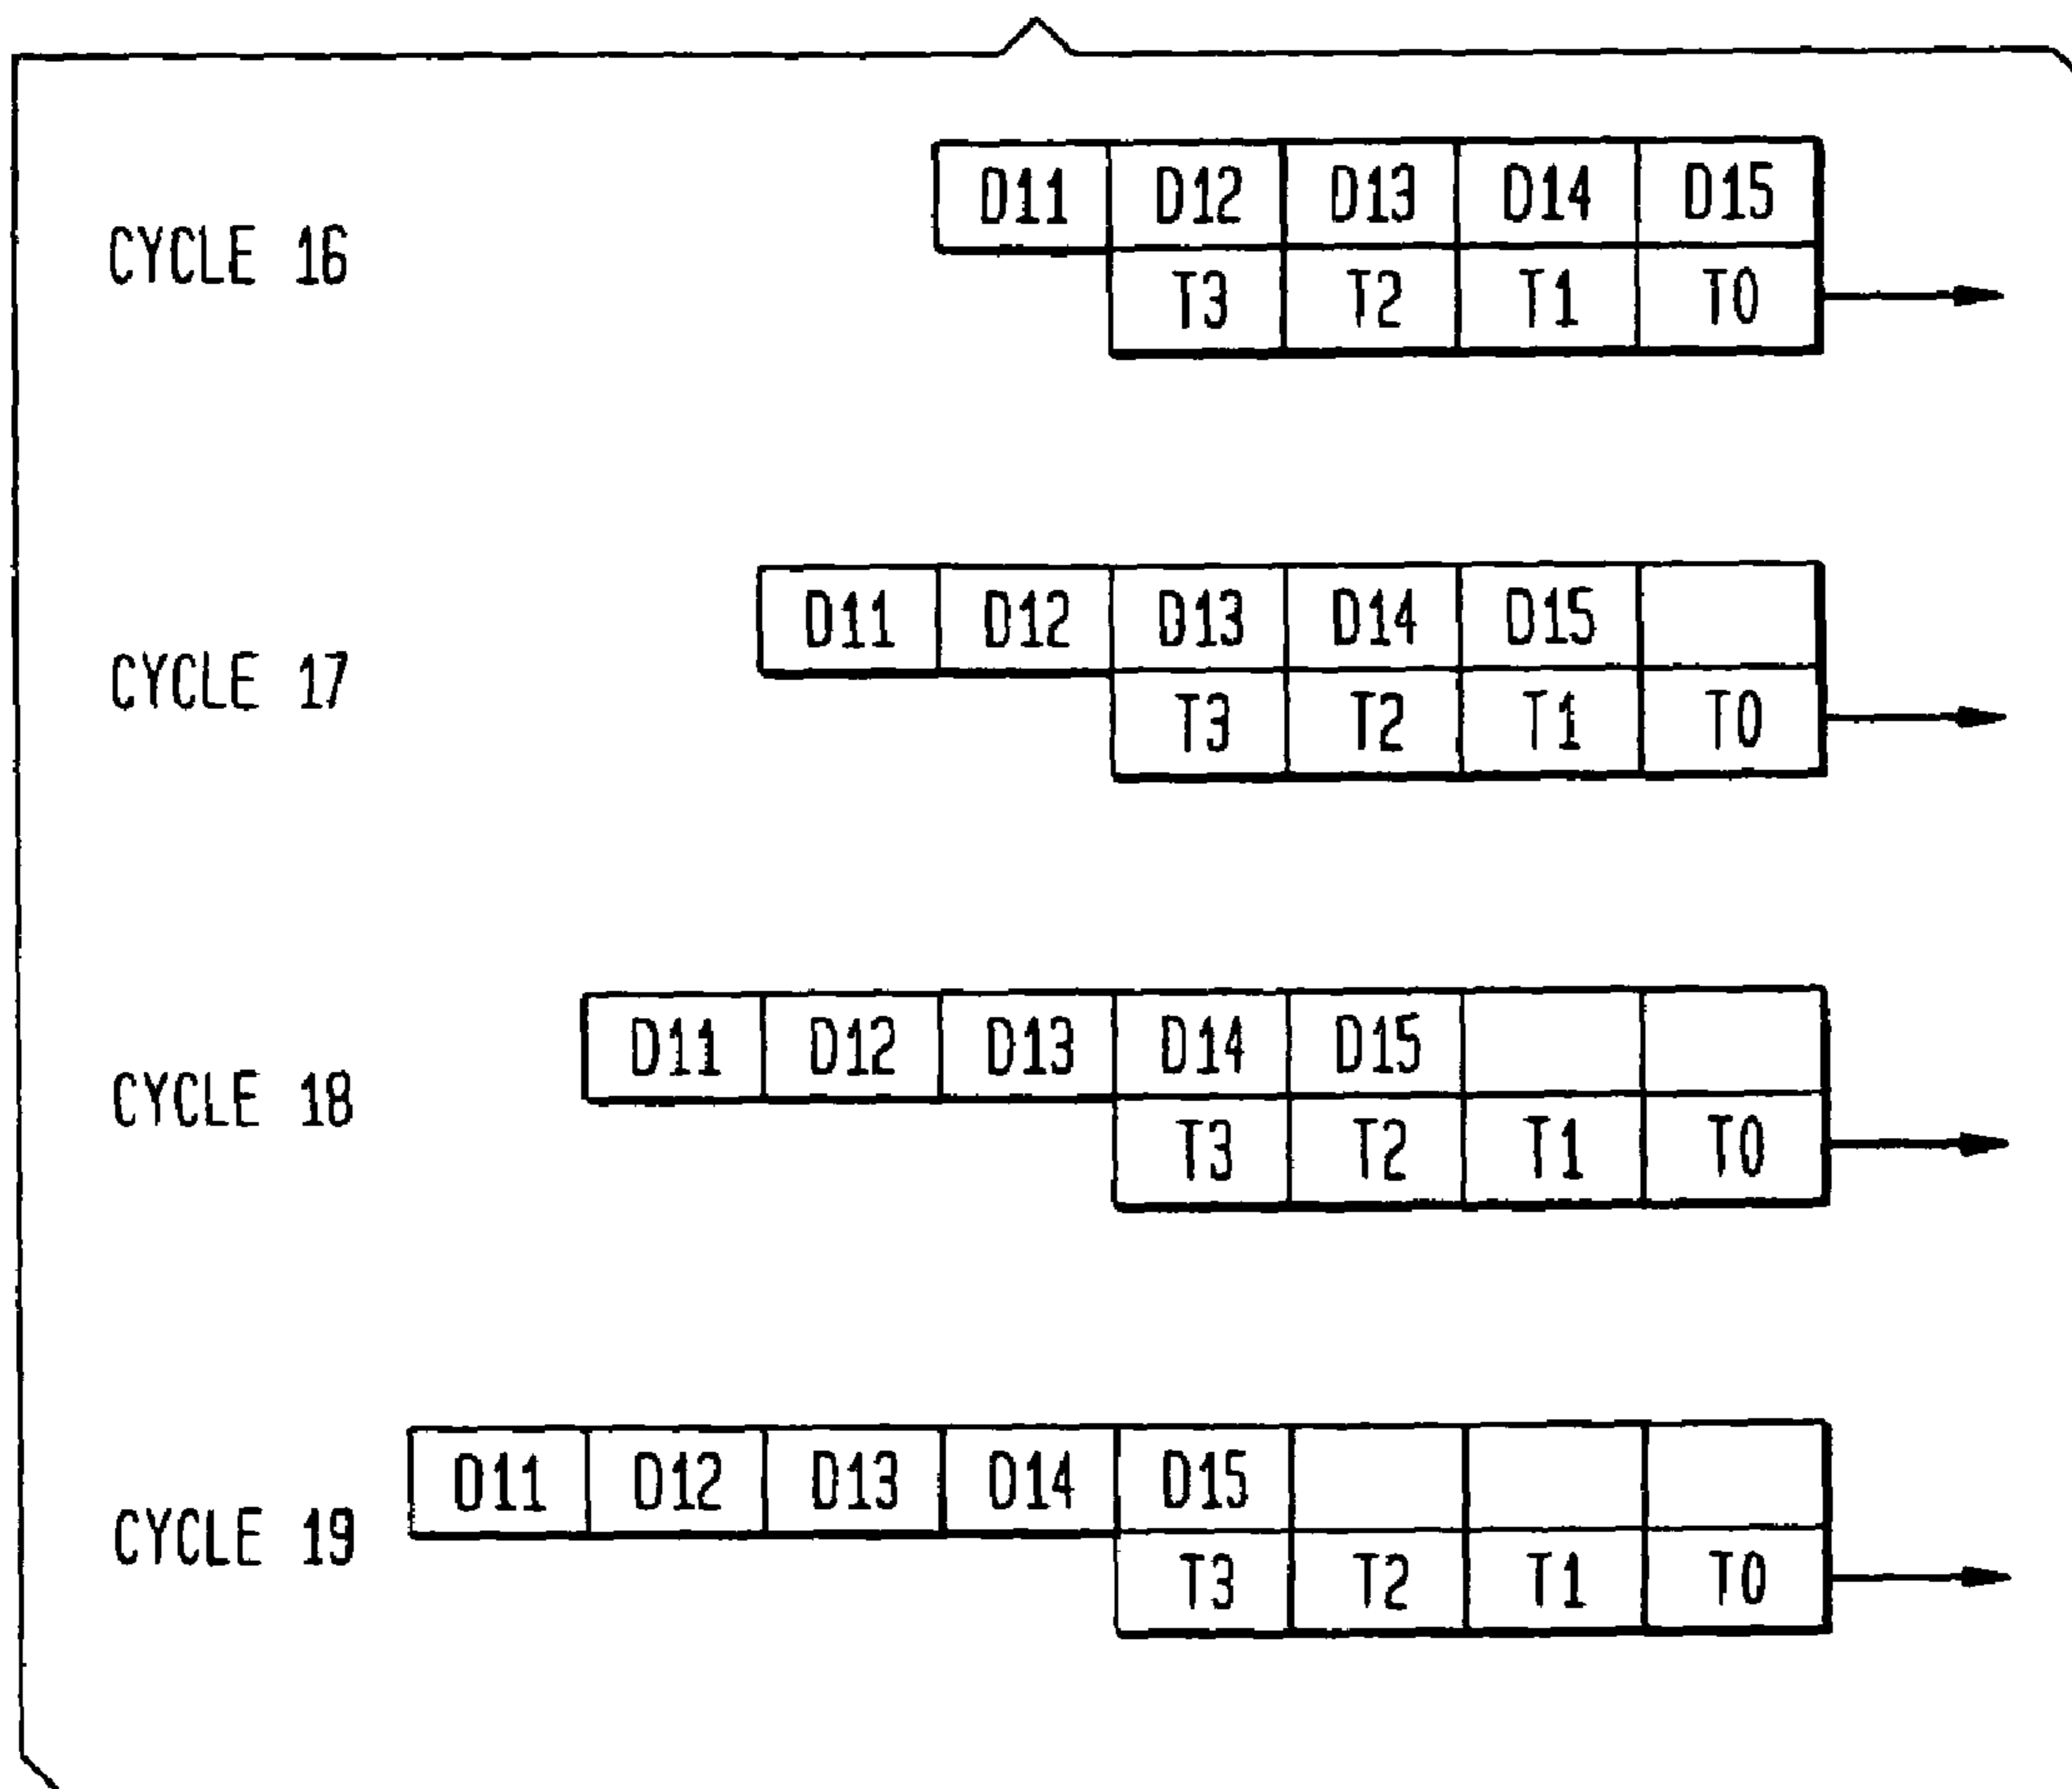 D11 D12 D13 D14 D15
CYCLE 16
T3 T2 T1 T0
D11 D12 D13 D14 D15
CYCLE 17
T3 T2 T1 T0
D11 D12 D13 D14 D15
CYCLE 18
T3 T2 T1 T0
D11 D12 D13 D14 D15
CYCLE 19
T3 T2 T1 T0